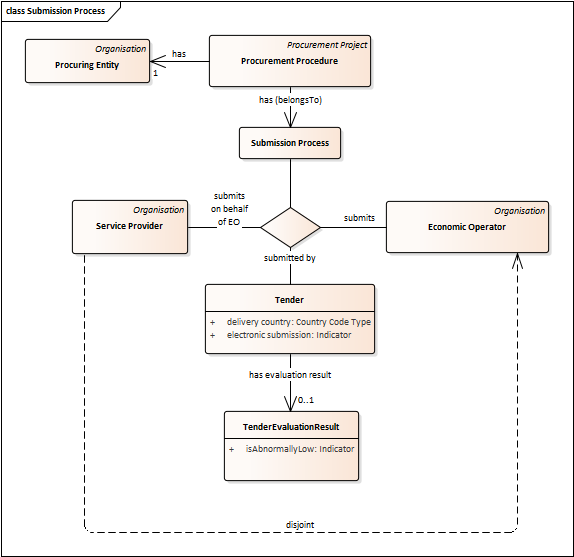 class Submission Process
Organisation
Procuring Entity
has
1
Procurement Project
Procurement Procedure
has (belongsTo)
Submission Process
submits
on behalf
of EO
Organisation
Service Provider
submits
Organisation
Economic Operator
submitted by
Tender
+ delivery country: Country Code Type
+ electronic submission: Indicator
has evaluation result
0..1
TenderEvaluationResult
+ isAbnormallyLow: Indicator
disjoint